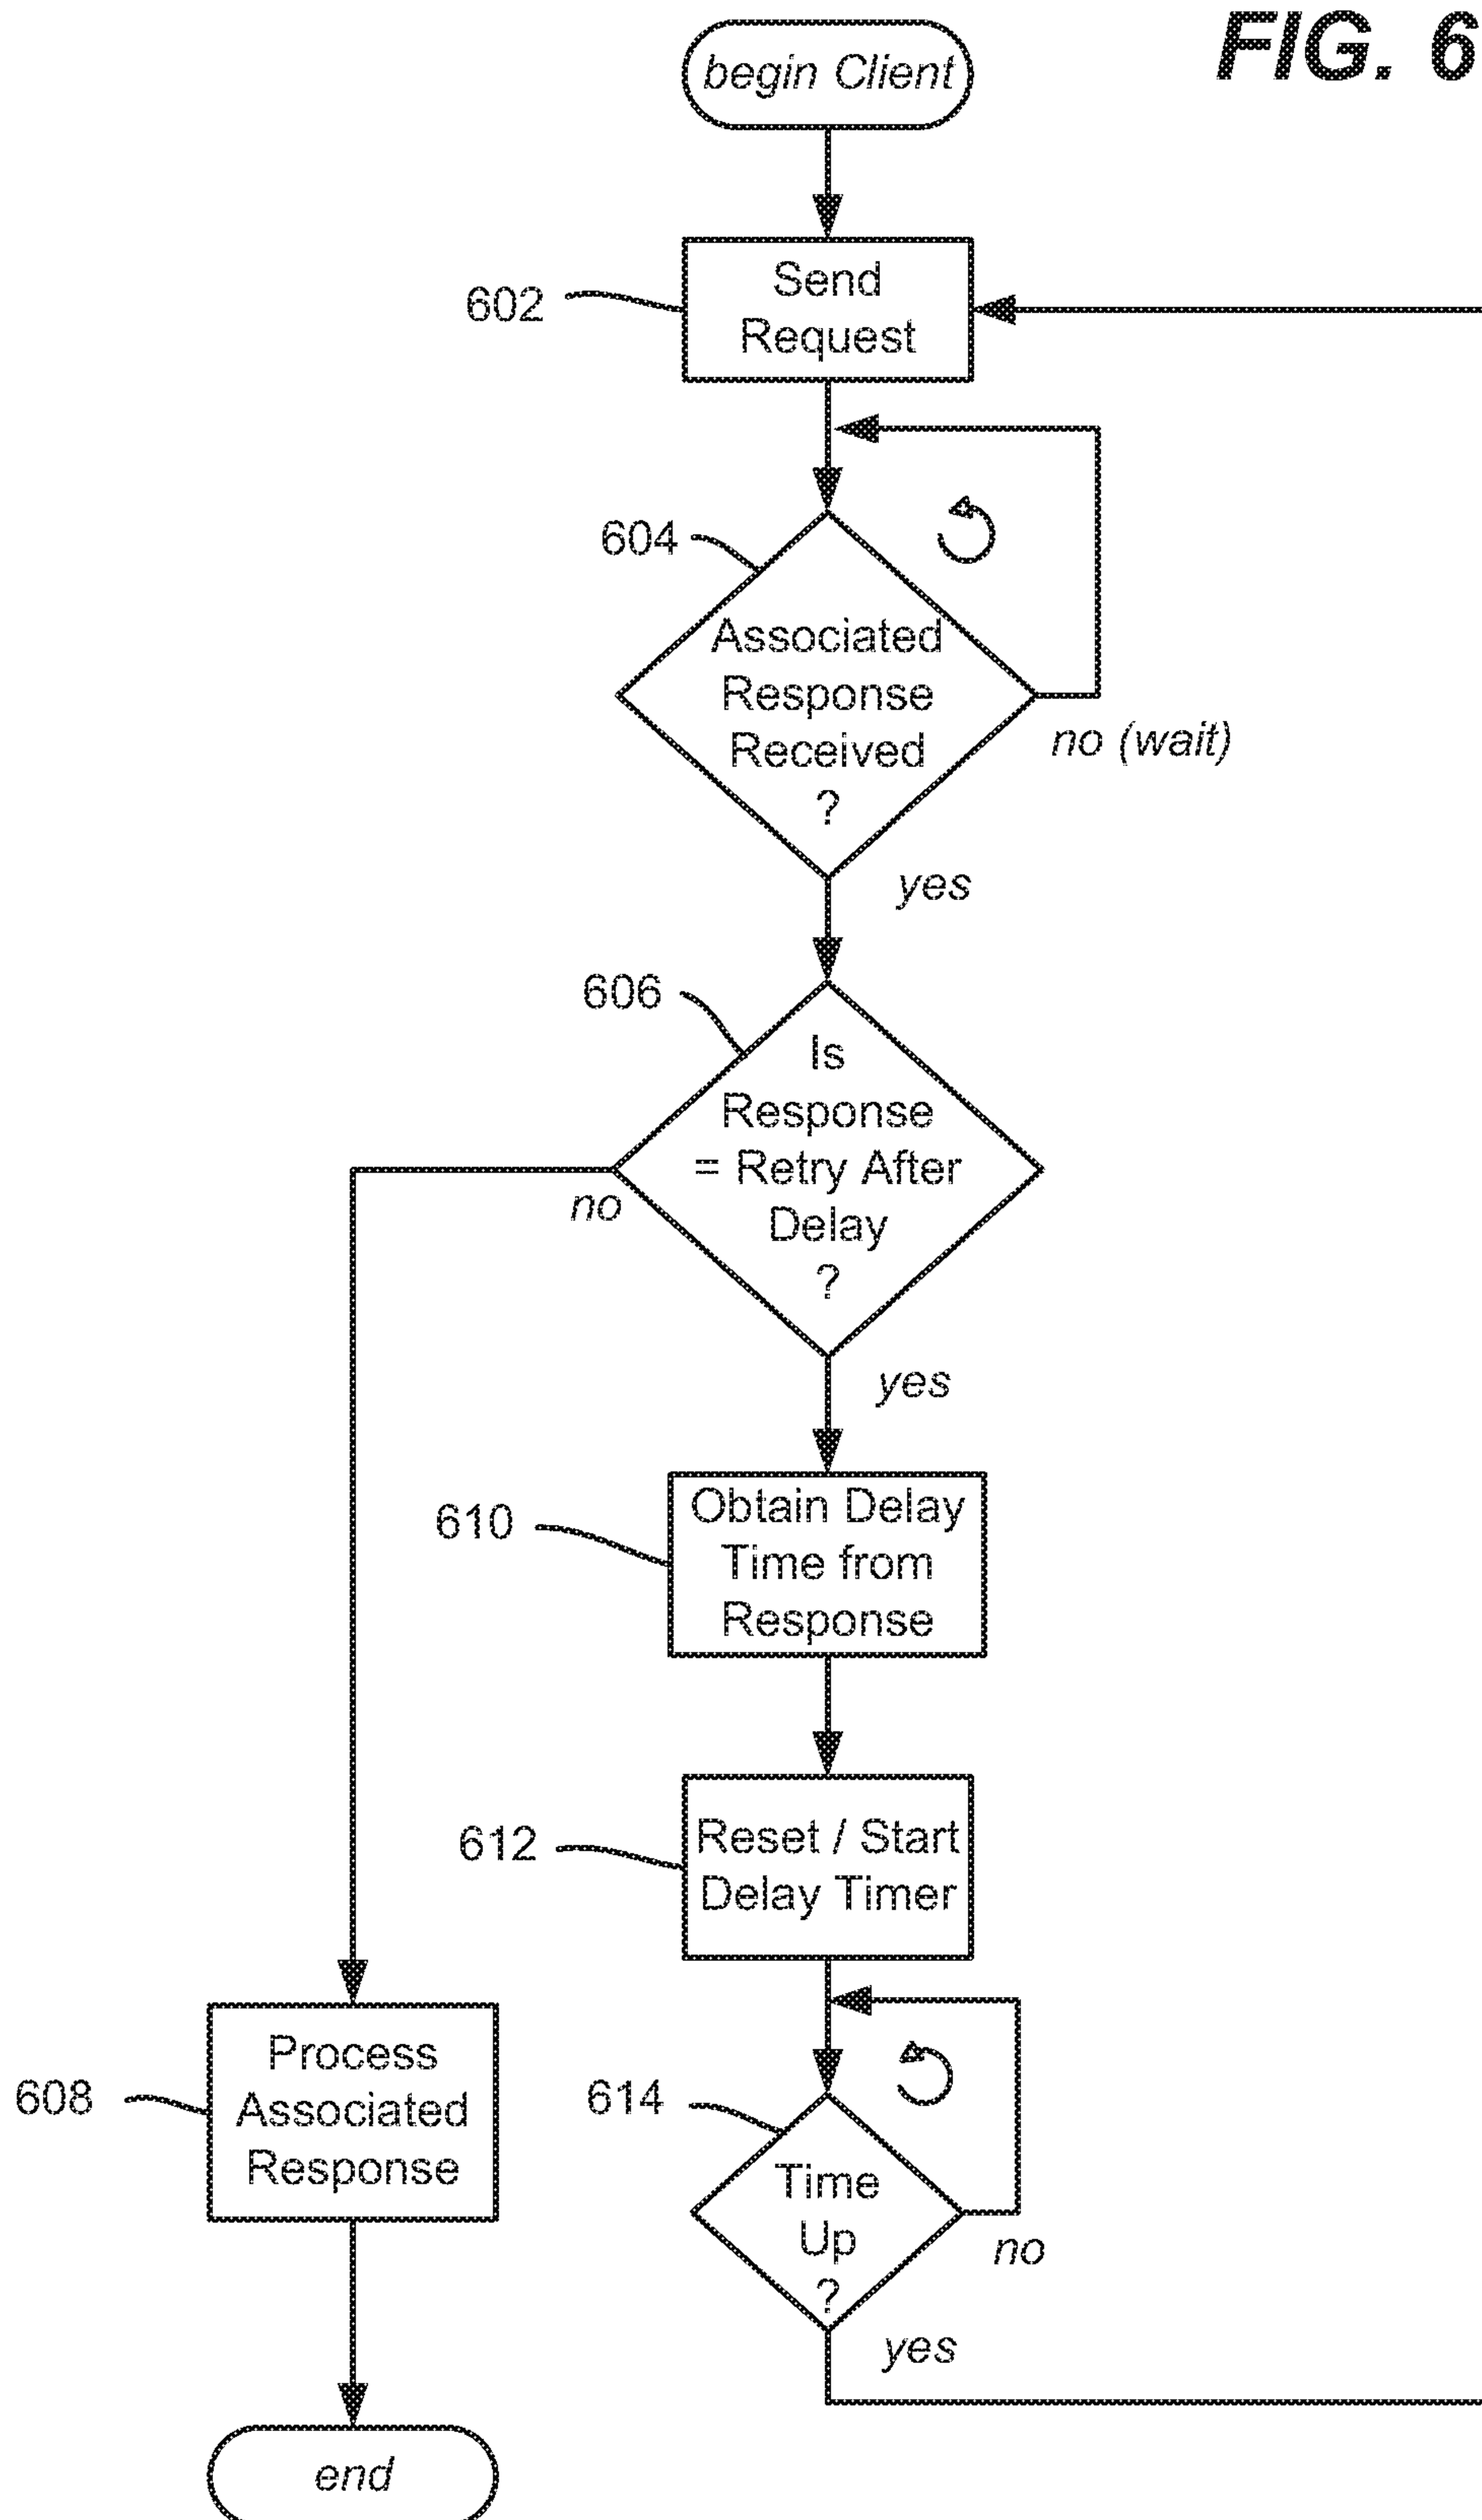 FIG. 6
begin Client
602
Send
Request
604
Associated
Response
Received
?
no (wait)
yes
606
Is
Response
= Retry After
Delay
?
no
yes
610
Obtain Delay
Time from
Response
612
Reset / Start
Delay Timer
608
Process
Associated
Response
614
Time
Up
?
no
yes
end